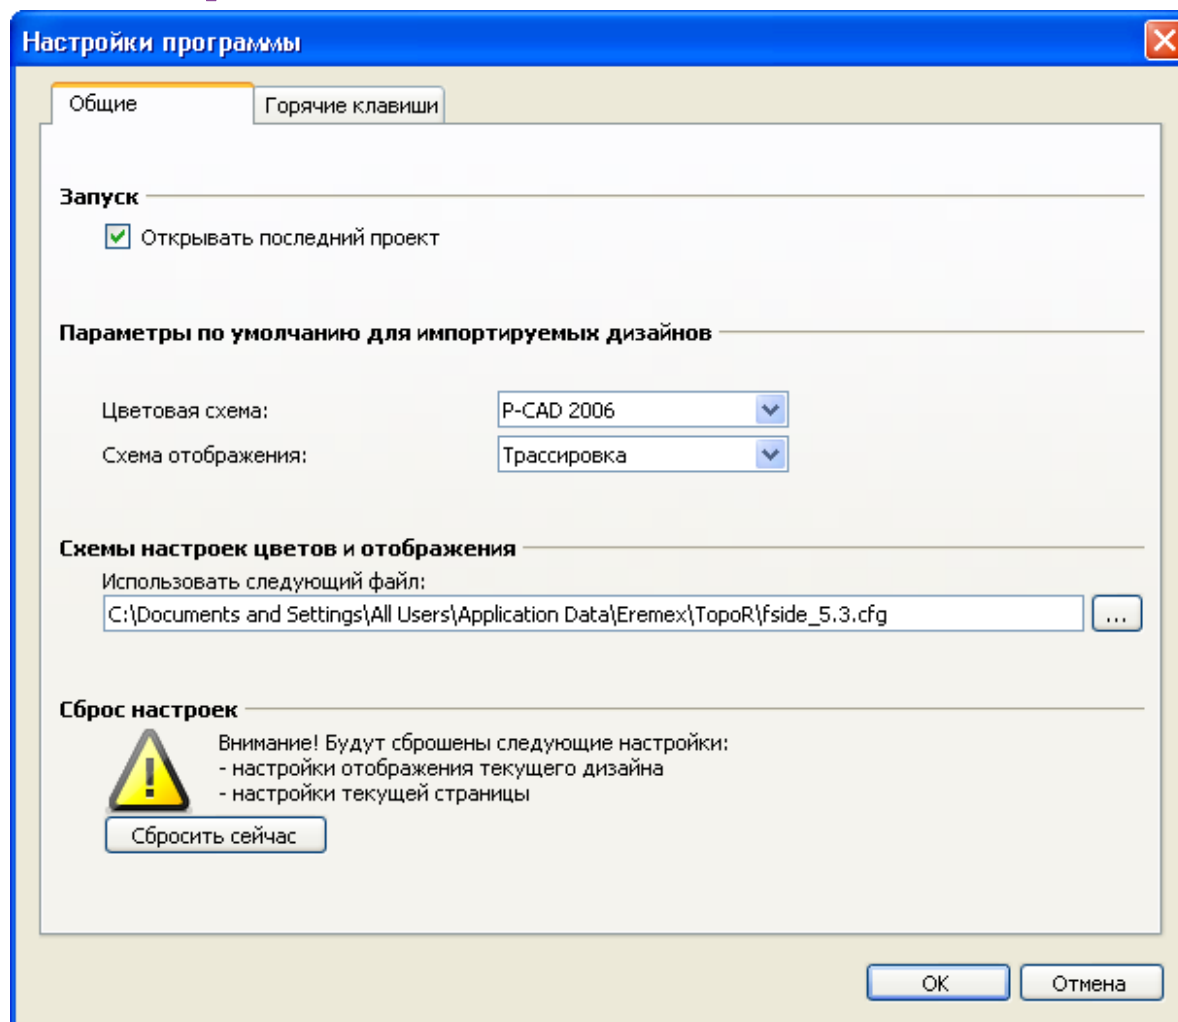 Настройки программы
Общие
Горячие клавиши
Запуск
Открывать последний проект
Параметры по умолчанию для импортируемых дизайнов
Цветовая схема:
P-CAD 2006
Схема отображения:
Трассировка
Схемы настроек цветов и отображения
Использовать следующий файл:
C:\Documents and Settings\All Users\Application Data\Eremex\TopoR\fside_5.3.cfg
...
Сброс настроек
Внимание! Будут сброшены следующие настройки:
- настройки отображения текущего дизайна
- настройки текущей страницы
Сбросить сейчас
OK
Отмена